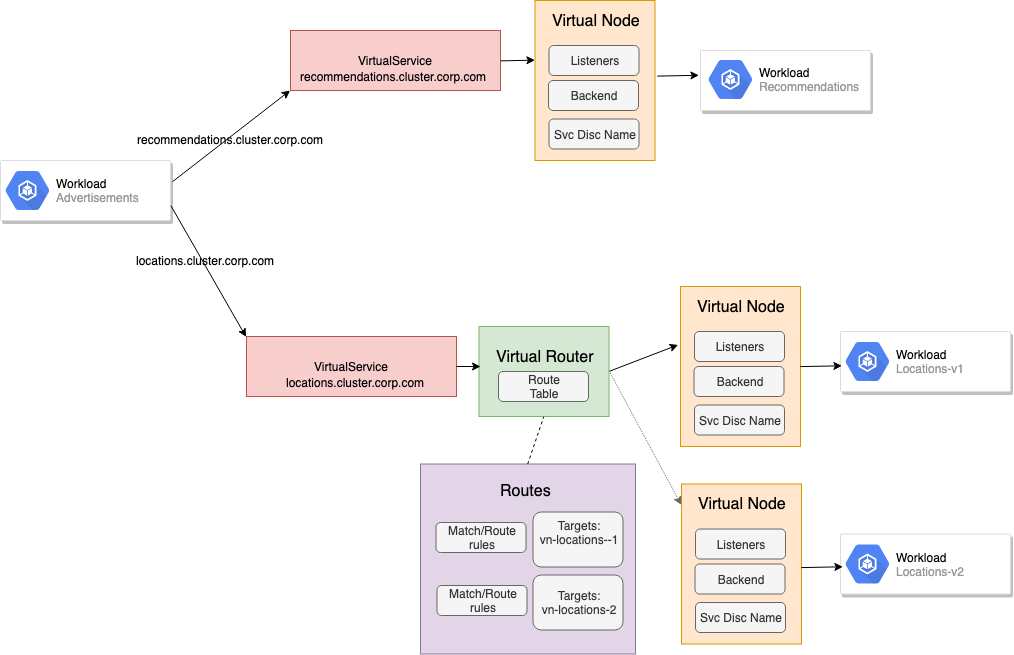 Virtual Node
VirtualService
recommendations.cluster.corp.com
Listeners
Backend
Svc Disc Name
Workload
Recommendations
recommendations.cluster.corp.com
Workload
Advertisements
locations.cluster.corp.com
VirtualService
locations.cluster.corp.com
Virtual Router
Route
Table
Virtual Node
Listeners
Backend
Svc Disc Name
Workload
Locations-v1
Routes
Match/Route
rules
Targets:
vn-locations--1
Match/Route
rules
Targets:
vn-locations-2
Virtual Node
Listeners
Backend
Svc Disc Name
Workload
Locations-v2